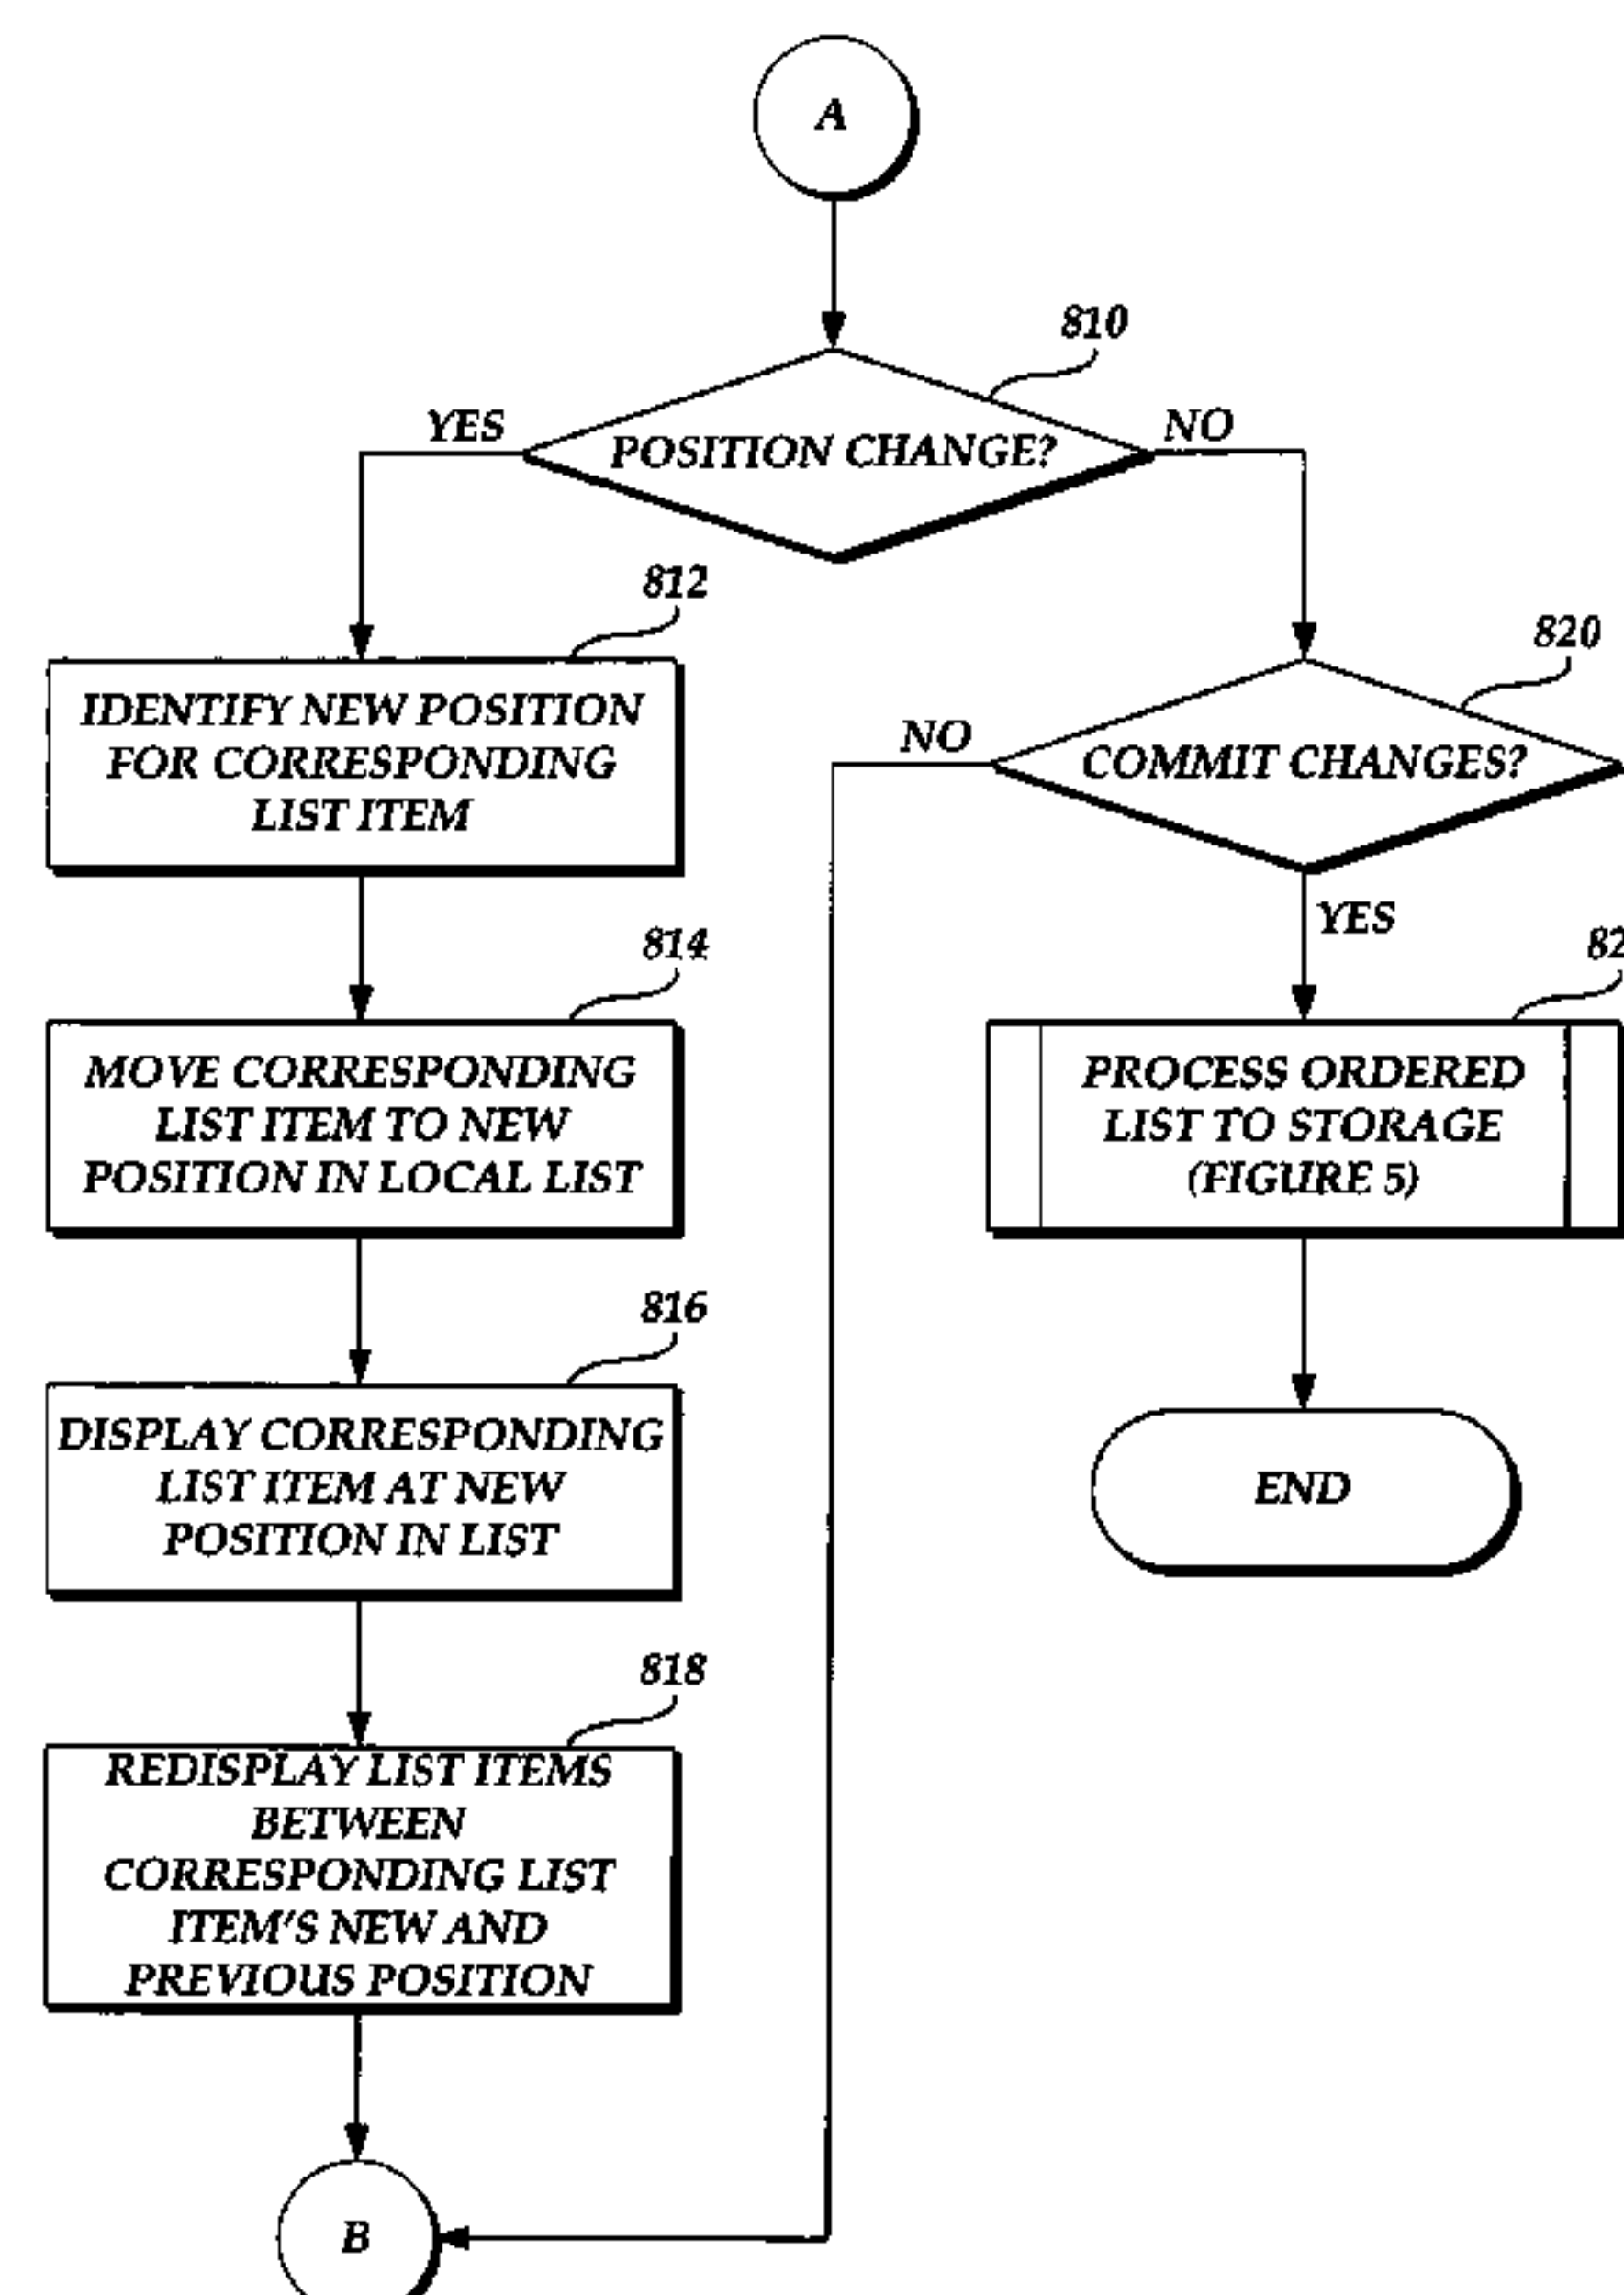 A
810
YES
POSITION CHANGE?
NO
812
IDENTIFY NEW POSITION
FOR CORRESPONDING
LIST ITEM
820
NO
COMMIT CHANGES?
YES
814
MOVE CORRESPONDING
LIST ITEM TO NEW
POSITION IN LOCAL LIST
82
PROCESS ORDERED
LIST TO STORAGE
(FIGURE 5)
816
DISPLAY CORRESPONDING
LIST ITEM AT NEW
POSITION IN LIST
END
818
REDISPLAY LIST ITEMS
BETWEEN
CORRESPONDING LIST
ITEM'S NEW AND
PREVIOUS POSITION
B